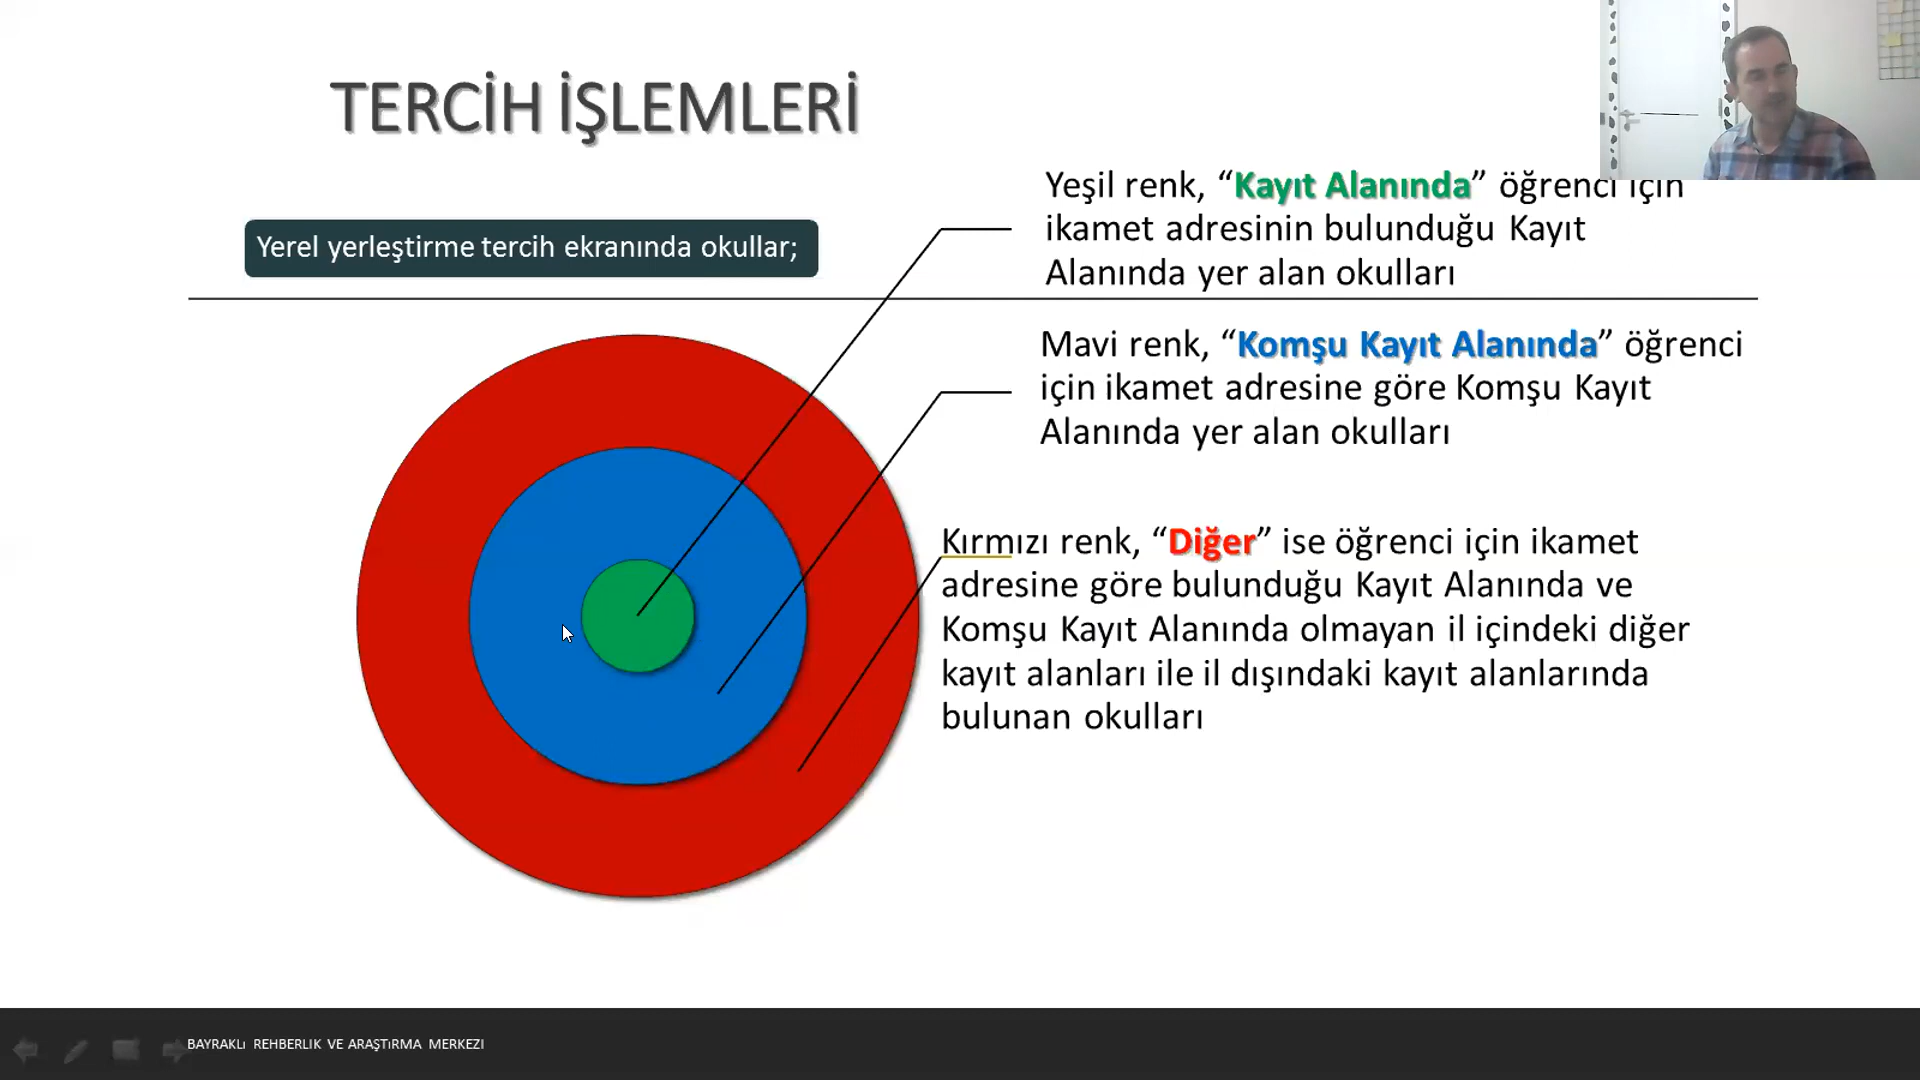 TERCİH İŞLEMLERİ
Yerel yerleştirme tercih ekranında okullar;
Yeşil renk, “Kayıt Alanında” öğrenci için
ikamet adresinin bulunduğu Kayıt
Alanında yer alan okulları
Mavi renk, “Komşu Kayıt Alanında” öğrenci
için ikamet adresine göre Komşu Kayıt
Alanında yer alan okulları
Kırmızı renk, “Diğer” ise öğrenci için ikamet
adresine göre bulunduğu Kayıt Alanında ve
Komşu Kayıt Alanında olmayan il içindeki diğer
kayıt alanları ile il dışındaki kayıt alanlarında
bulunan okulları
BAYRAKLı REHBERLIK VE ARAŞTıRMA MERKEZI